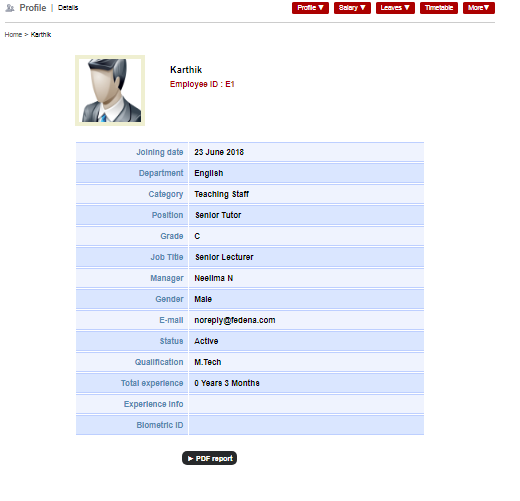 Profile | Details
Profile ▼ Salary ▼ Leaves ▼ Timetable More▼
Home > Karthik
Karthik
Employee ID : E1
Joining date 23 June 2018
Department English
Category Teaching Staff
Position Senior Tutor
Grade C
Job Title Senior Lecturer
Manager Neelima N
Gender Male
E-mail noreply@fedena.com
Status Active
Qualification M.Tech
Total experience 0 Years 3 Months
Experience Info
Biometric ID
► PDF report